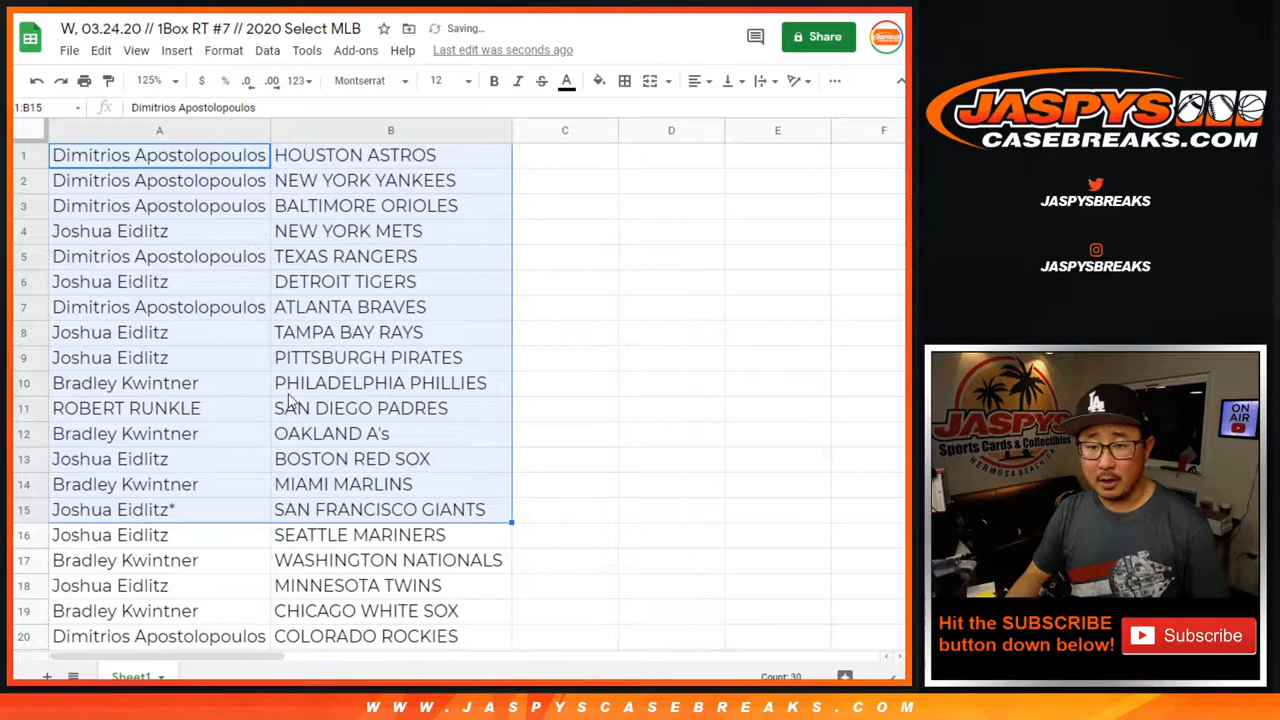 W, 03.24.20 // 1Box RT #7 // 2020 Select MLB
Saving...
File Edit View Insert Format Data Tools Add-ons Help Last edit was seconds ago
Share
125% $ % .0 .00 123 Montserrat 12 B I S A
1:B15 fx Dimitrios Apostolopoulos
A B C D E F
1 Dimitrios Apostolopoulos HOUSTON ASTROS
2 Dimitrios Apostolopoulos NEW YORK YANKEES
3 Dimitrios Apostolopoulos BALTIMORE ORIOLES
4 Joshua Eidlitz NEW YORK METS
5 Dimitrios Apostolopoulos TEXAS RANGERS
6 Joshua Eidlitz DETROIT TIGERS
7 Dimitrios Apostolopoulos ATLANTA BRAVES
8 Joshua Eidlitz TAMPA BAY RAYS
9 Joshua Eidlitz PITTSBURGH PIRATES
10 Bradley Kwintner PHILADELPHIA PHILLIES
11 ROBERT RUNKLE SAN DIEGO PADRES
12 Bradley Kwintner OAKLAND A's
13 Joshua Eidlitz BOSTON RED SOX
14 Bradley Kwintner MIAMI MARLINS
15 Joshua Eidlitz* SAN FRANCISCO GIANTS
16 Joshua Eidlitz SEATTLE MARINERS
17 Bradley Kwintner WASHINGTON NATIONALS
18 Joshua Eidlitz MINNESOTA TWINS
19 Bradley Kwintner CHICAGO WHITE SOX
20 Dimitrios Apostolopoulos COLORADO ROCKIES
Sheet1
Count: 30
JASPYS
CASEBREAKS.COM
JASPYSBREAKS
JASPYSBREAKS
JASPYS
Sports Cards & Collectibles
HERMOSA BEACH, CA
LA
ON
AIR
Hit the SUBSCRIBE
button down below!
Subscribe
WWW.JASPYSCASEBREAKS.COM